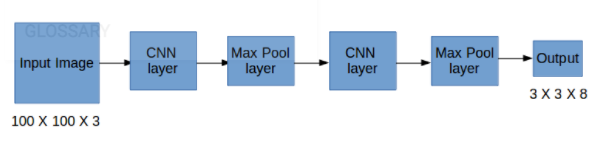 GLOSSARY
Input Image
CNN
layer
Max Pool
layer
CNN
layer
Max Pool
layer
Output
100 X 100 X 3
3 X 3 X 8